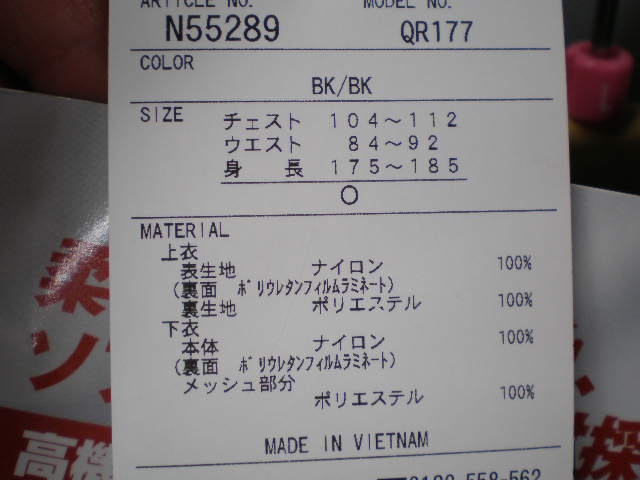 ARTICLE NO. MODEL NO.
N55289 QR177
COLOR
BK/BK
SIZE チェスト 104〜112
ウエスト 84〜92
身長 175〜185
O
MATERIAL
上衣
表生地 ナイロン 100%
(裏面 ポリウレタンフィルムラミネート)
裏生地 ポリエステル 100%
下衣
本体 ナイロン 100%
(裏面 ポリウレタンフィルムラミネート)
メッシュ部分
ポリエステル 100%
MADE IN VIETNAM
0120-558-562
高機